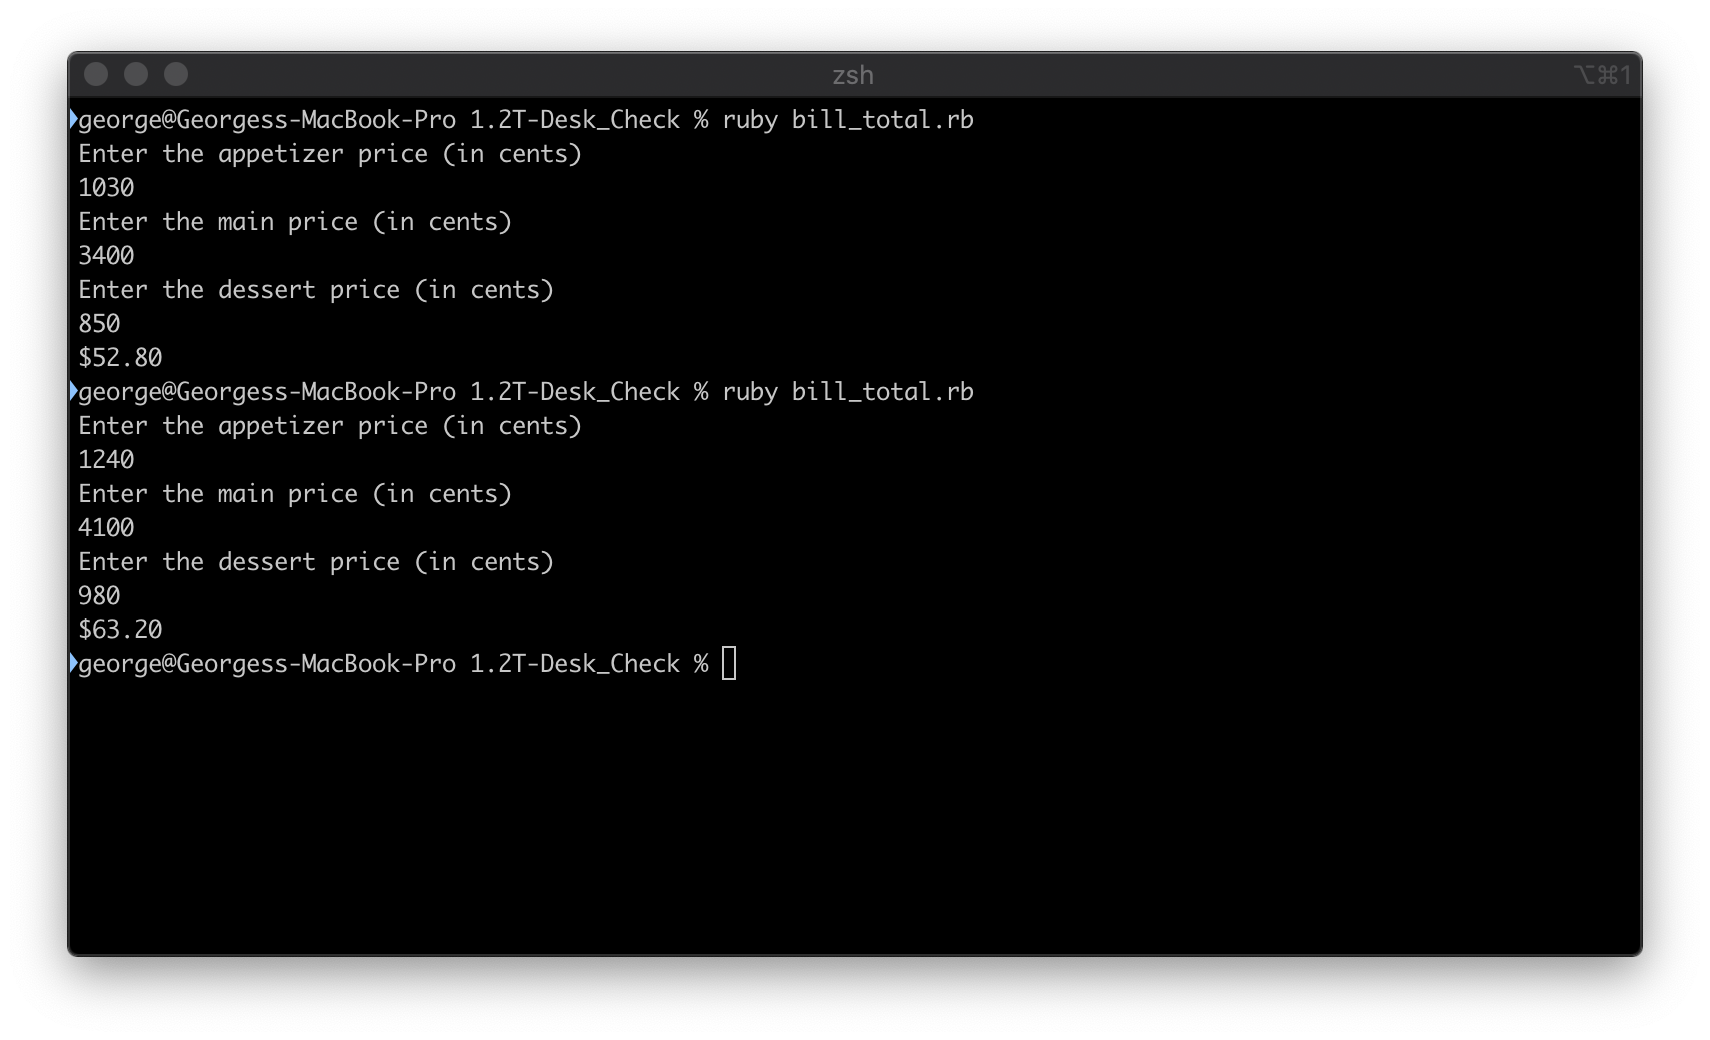 zsh
⌥⌘1
george@Georgess-MacBook-Pro 1.2T-Desk_Check % ruby bill_total.rb
Enter the appetizer price (in cents)
1030
Enter the main price (in cents)
3400
Enter the dessert price (in cents)
850
$52.80
george@Georgess-MacBook-Pro 1.2T-Desk_Check % ruby bill_total.rb
Enter the appetizer price (in cents)
1240
Enter the main price (in cents)
4100
Enter the dessert price (in cents)
980
$63.20
george@Georgess-MacBook-Pro 1.2T-Desk_Check %